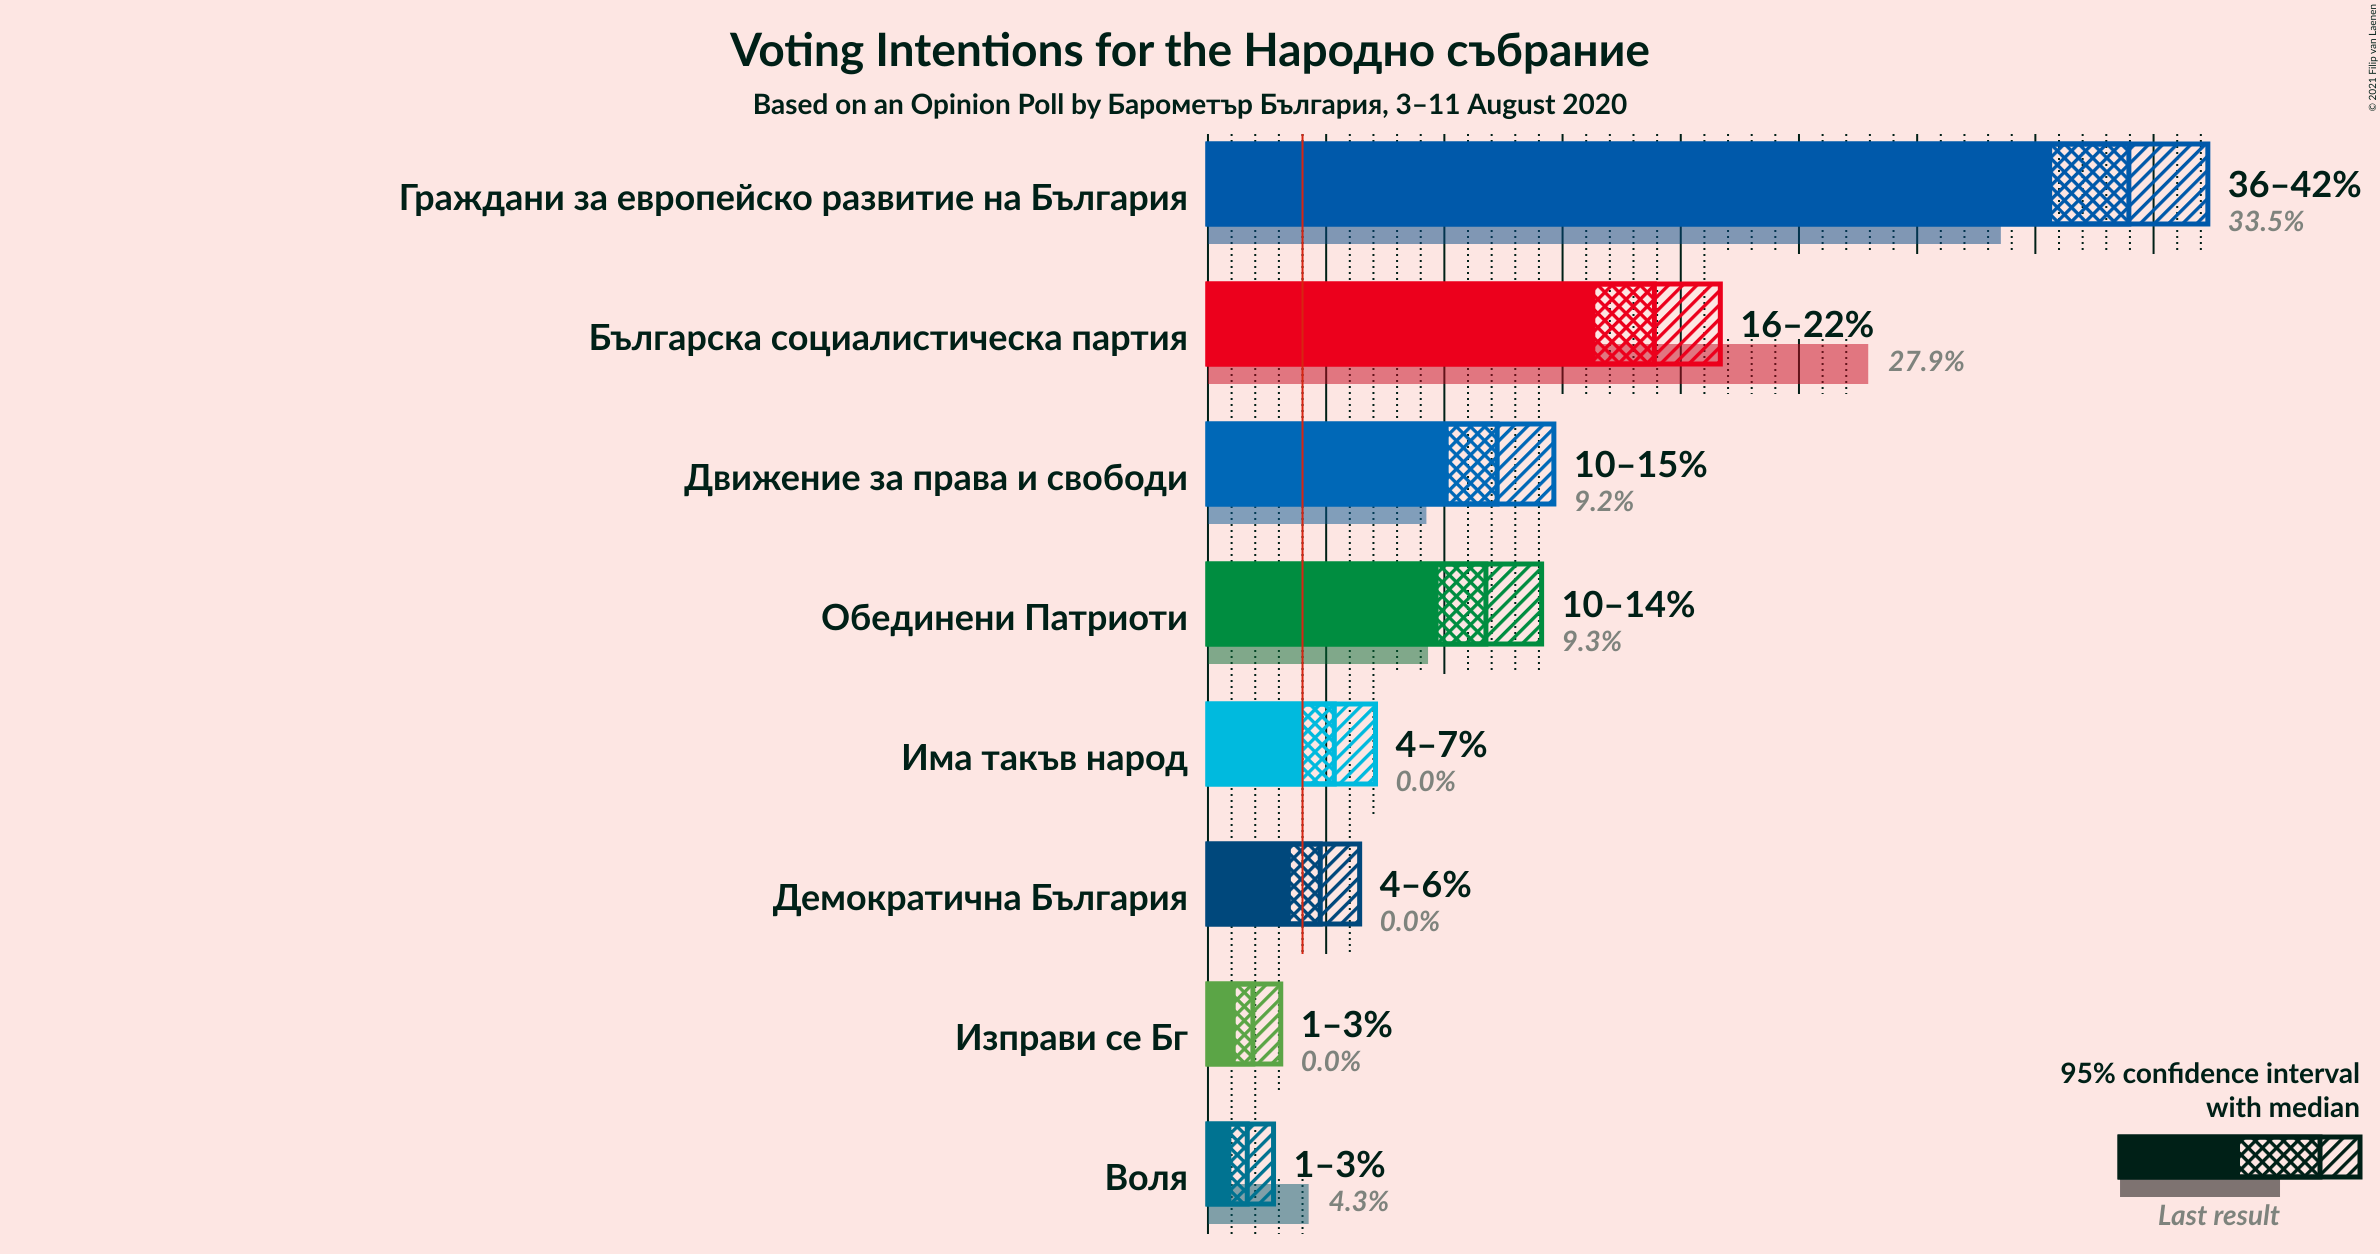 Voting Intentions for the Народно събрание
Based on an Opinion Poll by Барометър България, 3–11 August 2020
© 2021 Filip van Laenen
Граждани за европейско развитие на България
36–42%
33.5%
Българска социалистическа партия
16–22%
27.9%
Движение за права и свободи
10–15%
9.2%
Обединени Патриоти
10–14%
9.3%
Има такъв народ
4–7%
0.0%
Демократична България
4–6%
0.0%
Изправи се Бг
1–3%
0.0%
Воля
1–3%
4.3%
95% confidence interval
with median
Last result